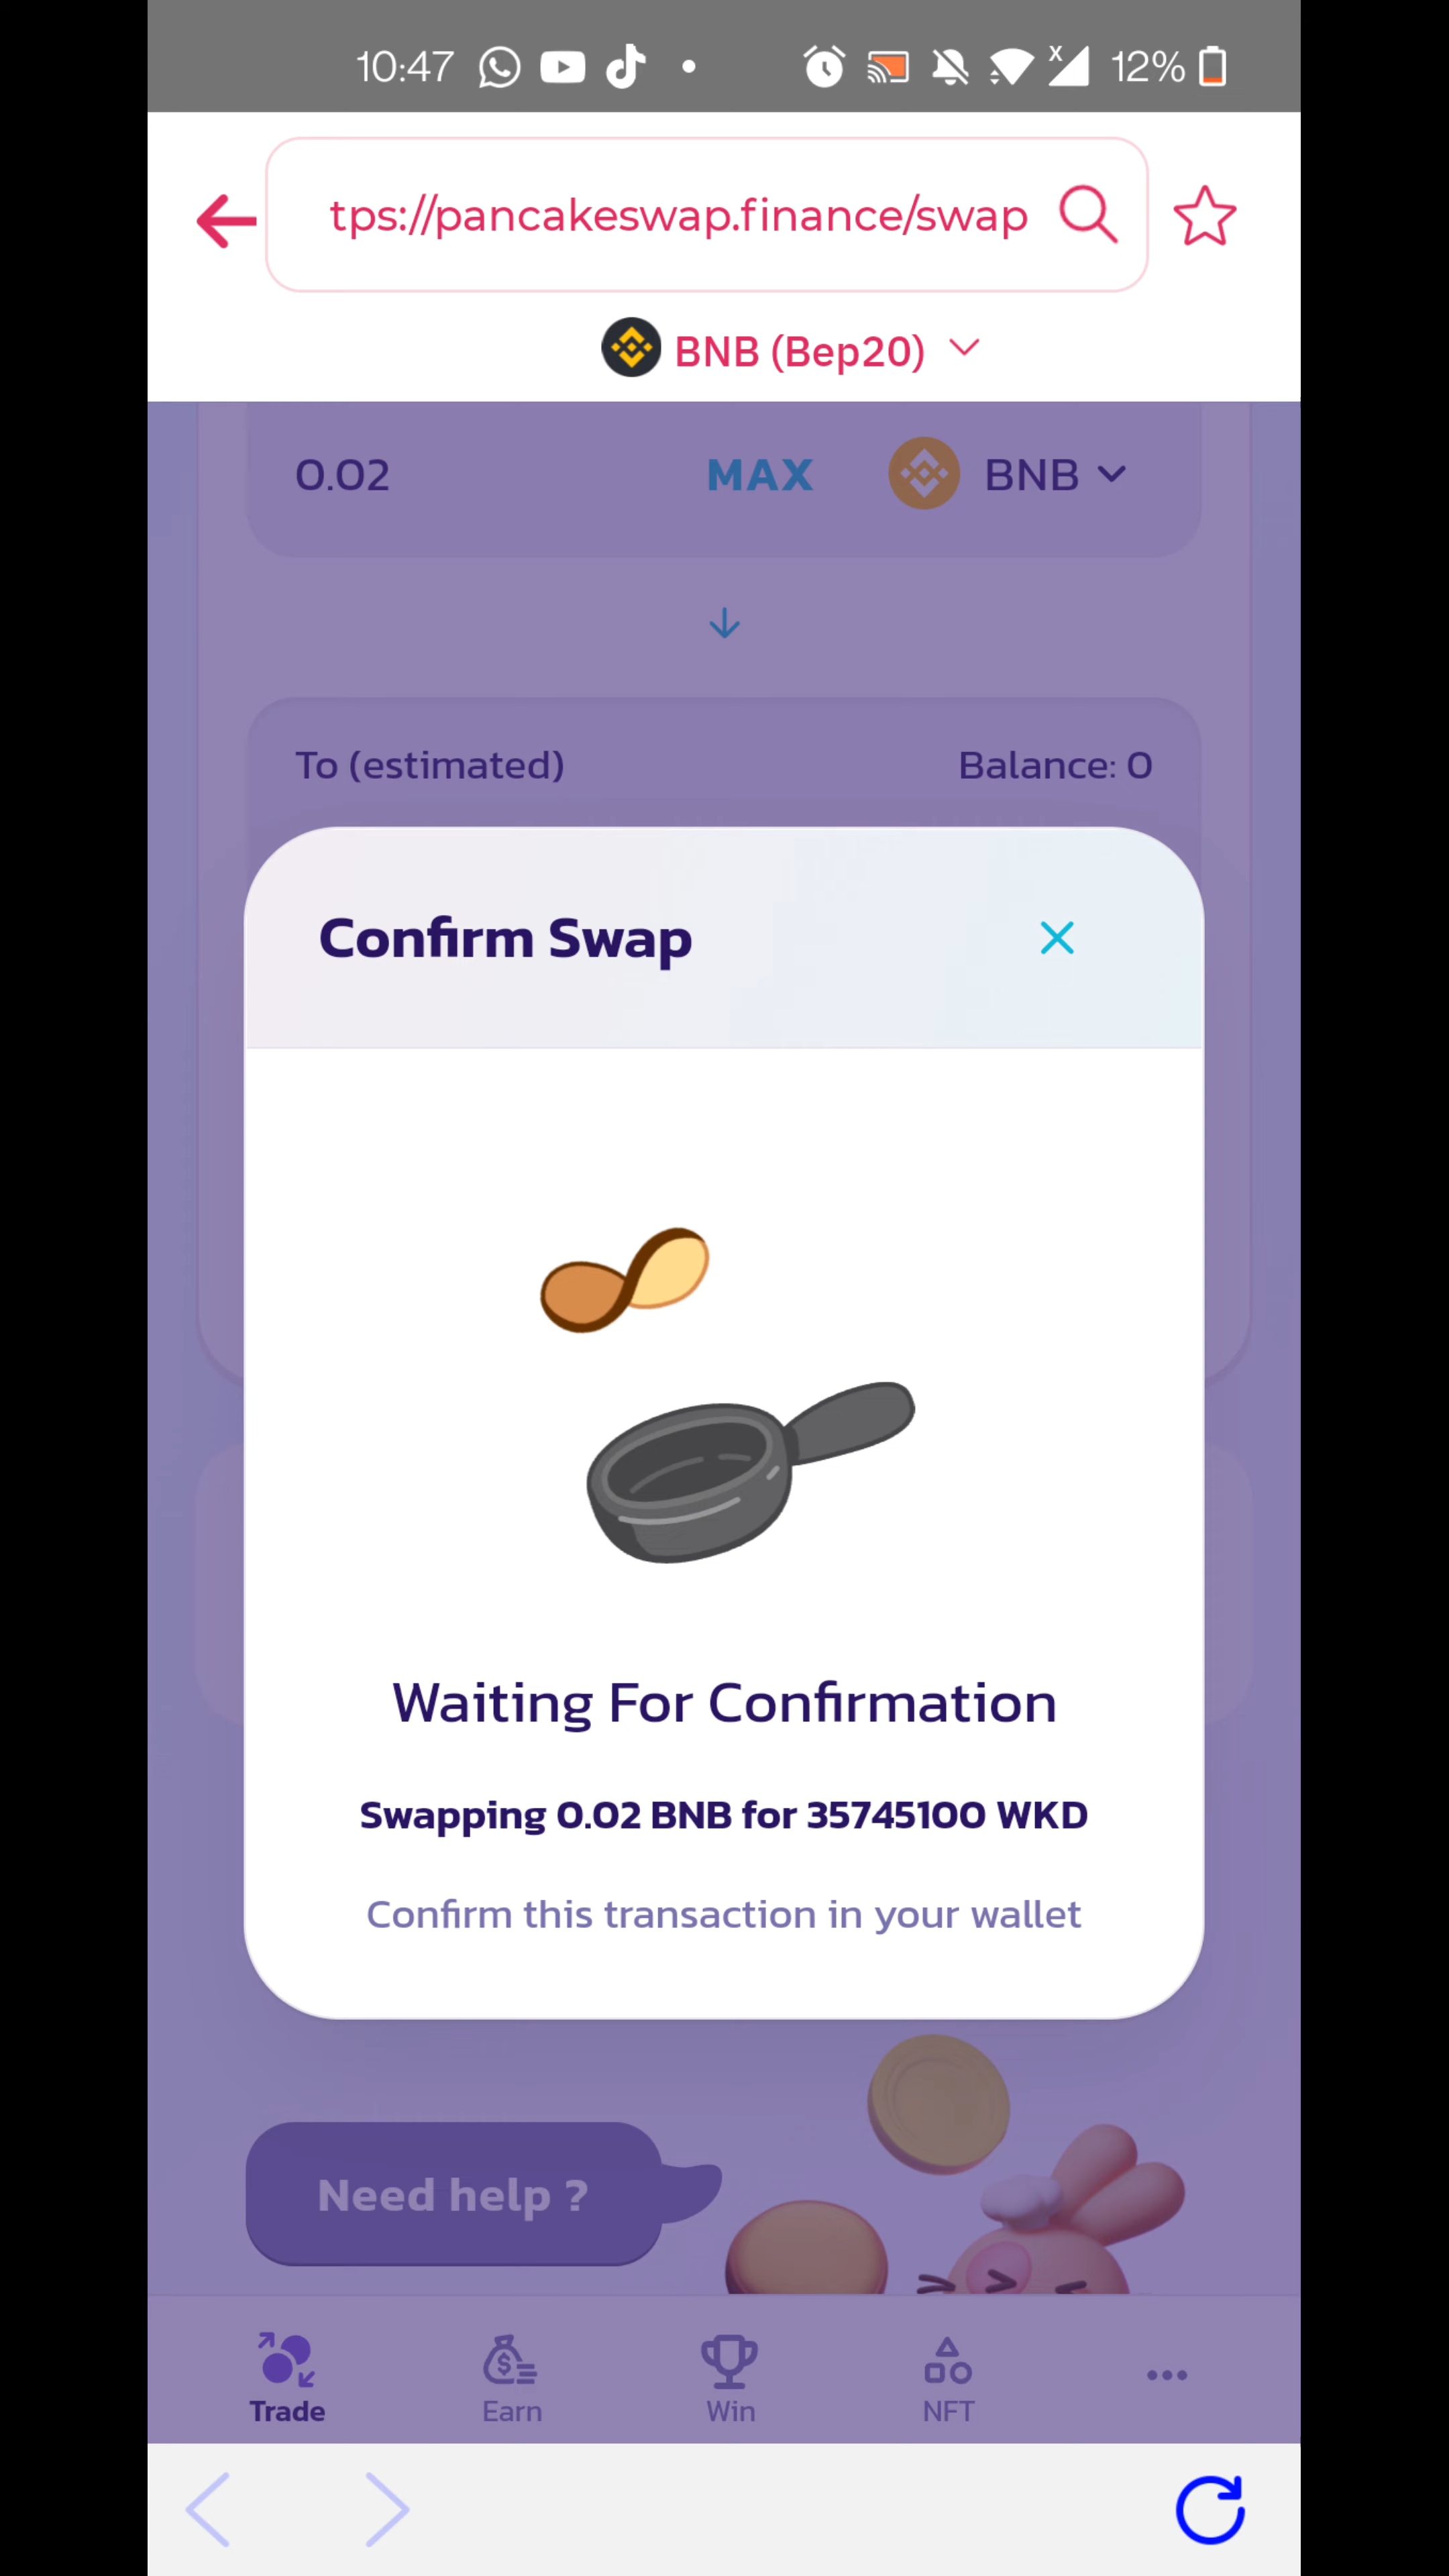 10:47
12%
tps://pancakeswap.finance/swap
BNB (Bep20)
0.02 MAX BNB
To (estimated) Balance: 0
Confirm Swap
Waiting For Confirmation
Swapping 0.02 BNB for 35745100 WKD
Confirm this transaction in your wallet
Need help ?
Trade Earn Win NFT